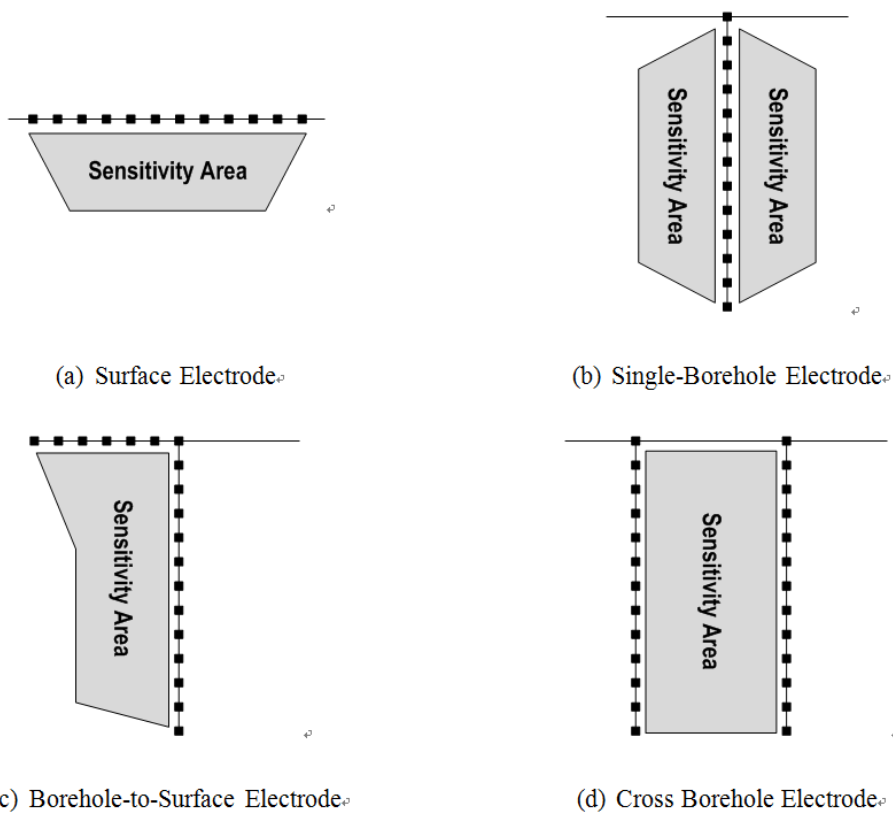 Sensitivity Area
Sensitivity Area
Sensitivity Area
(a) Surface Electrode
(b) Single-Borehole Electrode
Sensitivity Area
Sensitivity Area
c) Borehole-to-Surface Electrode
(d) Cross Borehole Electrode